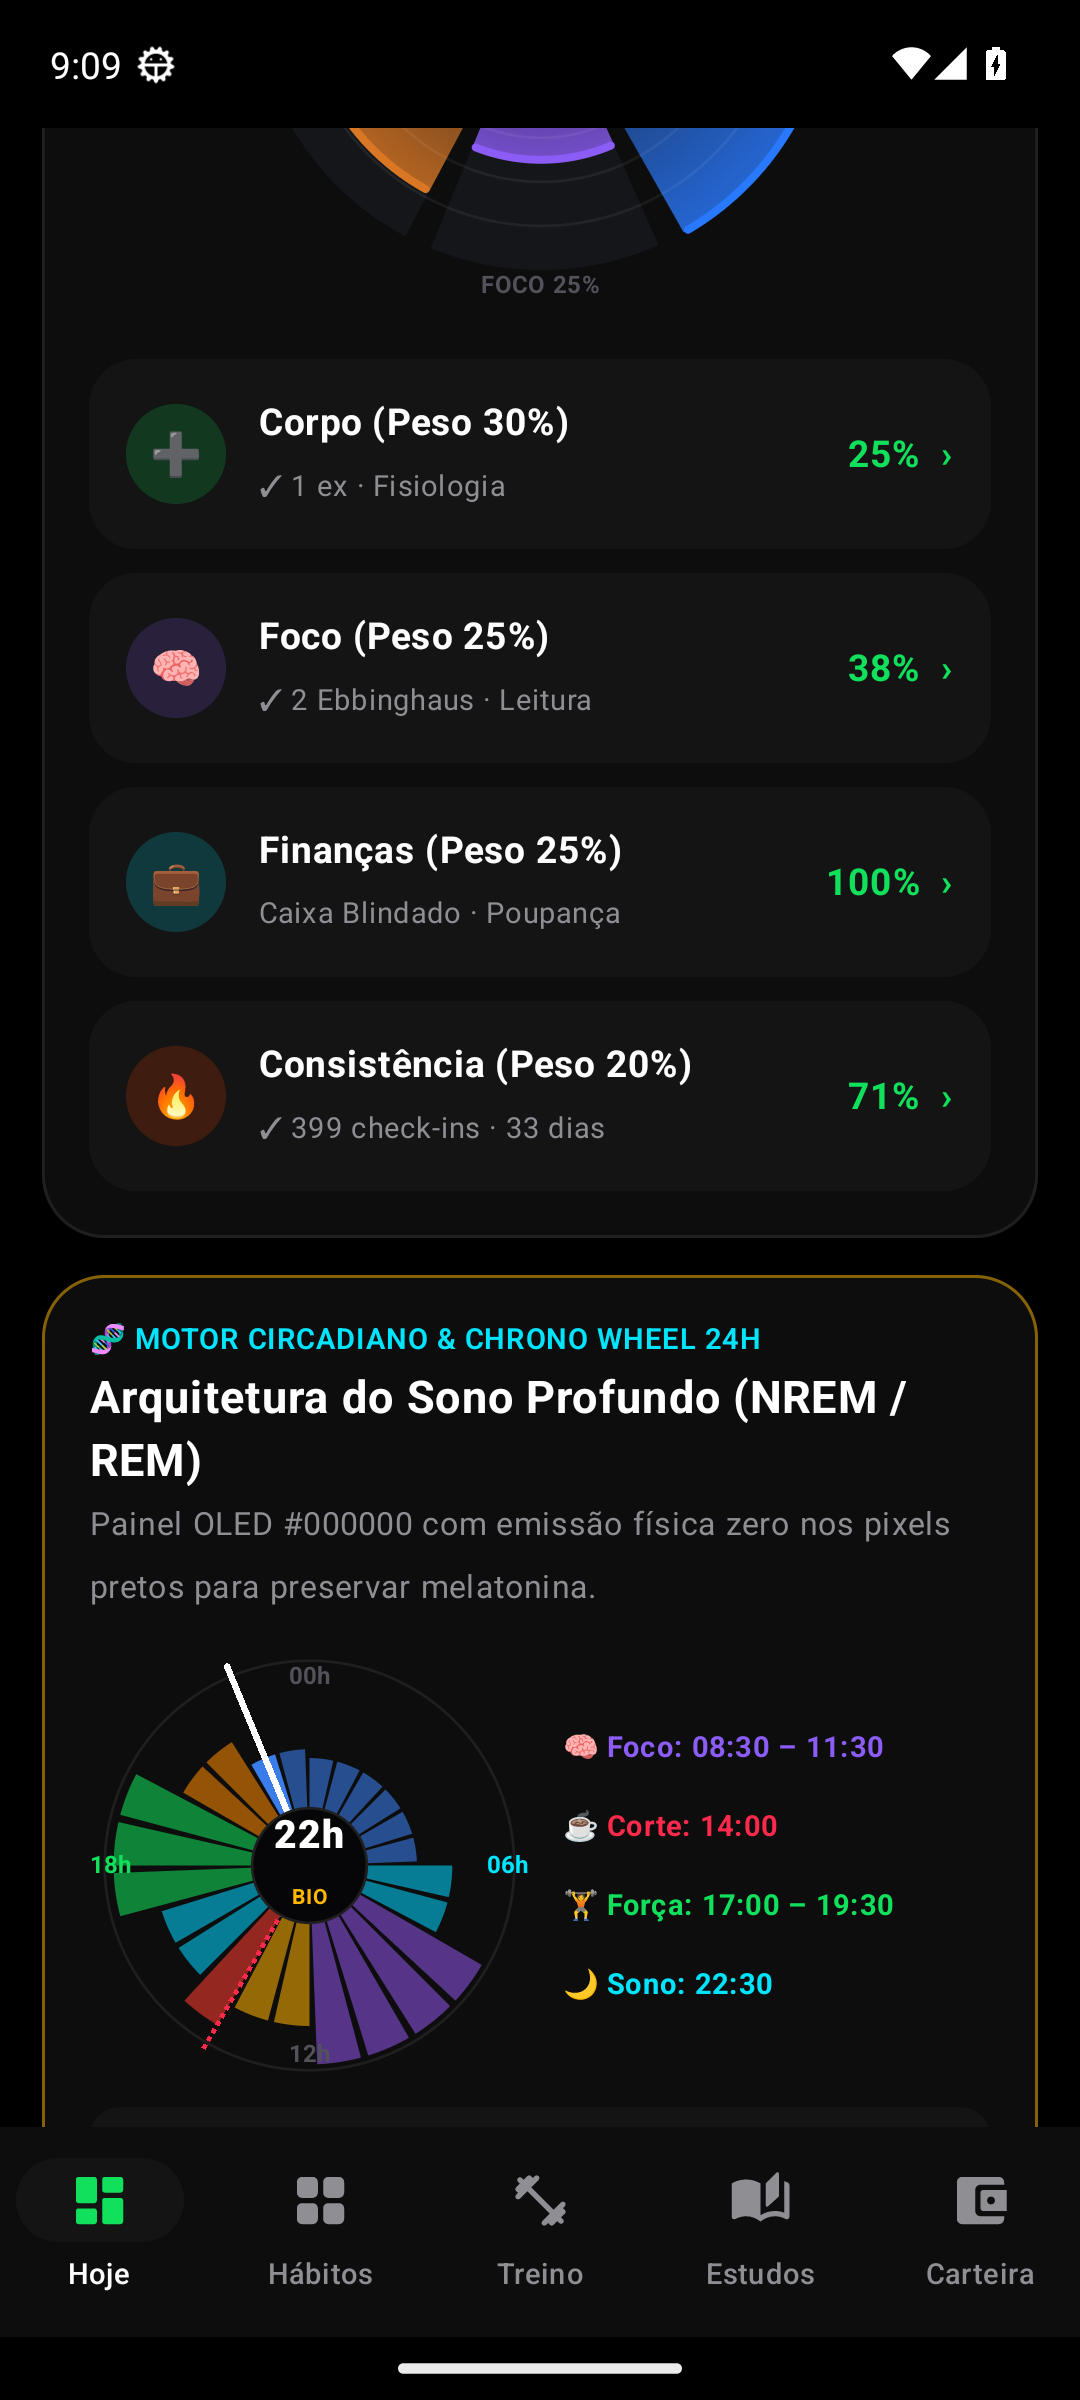 9:09
FOCO 25%
Corpo (Peso 30%)
✓ 1 ex · Fisiologia
25% ›
Foco (Peso 25%)
✓ 2 Ebbinghaus · Leitura
38% ›
Finanças (Peso 25%)
Caixa Blindado · Poupança
100% ›
Consistência (Peso 20%)
✓ 399 check-ins · 33 dias
71% ›
🧬 MOTOR CIRCADIANO & CHRONO WHEEL 24H
Arquitetura do Sono Profundo (NREM /
REM)
Painel OLED #000000 com emissão física zero nos pixels
pretos para preservar melatonina.
00h
22h
BIO
18h
06h
12h
🧠 Foco: 08:30 – 11:30
☕ Corte: 14:00
🏋 Força: 17:00 – 19:30
🌙 Sono: 22:30
Hoje
Hábitos
Treino
Estudos
Carteira